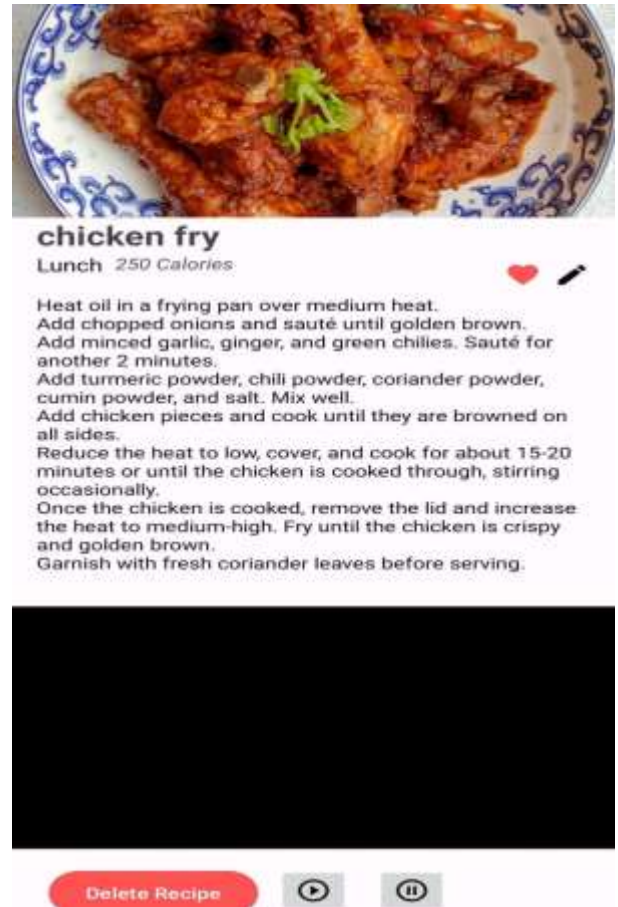 chicken fry
Lunch 250 Calories
Heat oil in a frying pan over medium heat.
Add chopped onions and sauté until golden brown.
Add minced garlic, ginger, and green chilies. Sauté for
another 2 minutes.
Add turmeric powder, chili powder, coriander powder,
cumin powder, and salt. Mix well.
Add chicken pieces and cook until they are browned on
all sides.
Reduce the heat to low, cover, and cook for about 15-20
minutes or until the chicken is cooked through, stirring
occasionally.
Once the chicken is cooked, remove the lid and increase
the heat to medium-high. Fry until the chicken is crispy
and golden brown.
Garnish with fresh coriander leaves before serving.
Delete Recipe